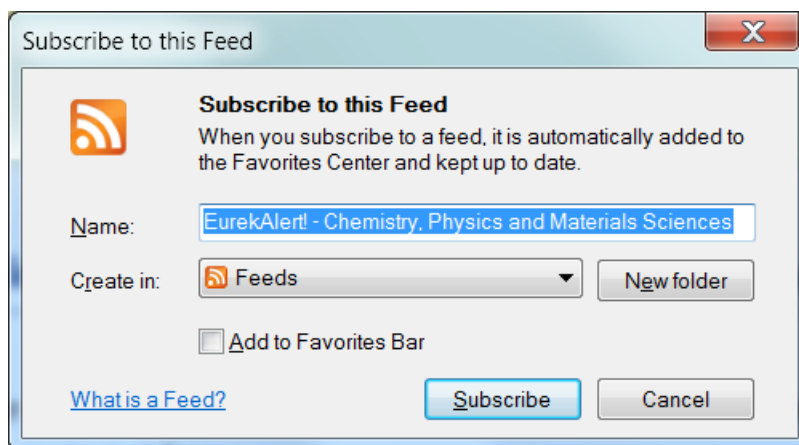 Subscribe to this Feed
Subscribe to this Feed
When you subscribe to a feed, it is automatically added to
the Favorites Center and kept up to date.
Name: EurekAlert! - Chemistry, Physics and Materials Sciences
Create in: Feeds New folder
Add to Favorites Bar
What is a Feed? Subscribe Cancel